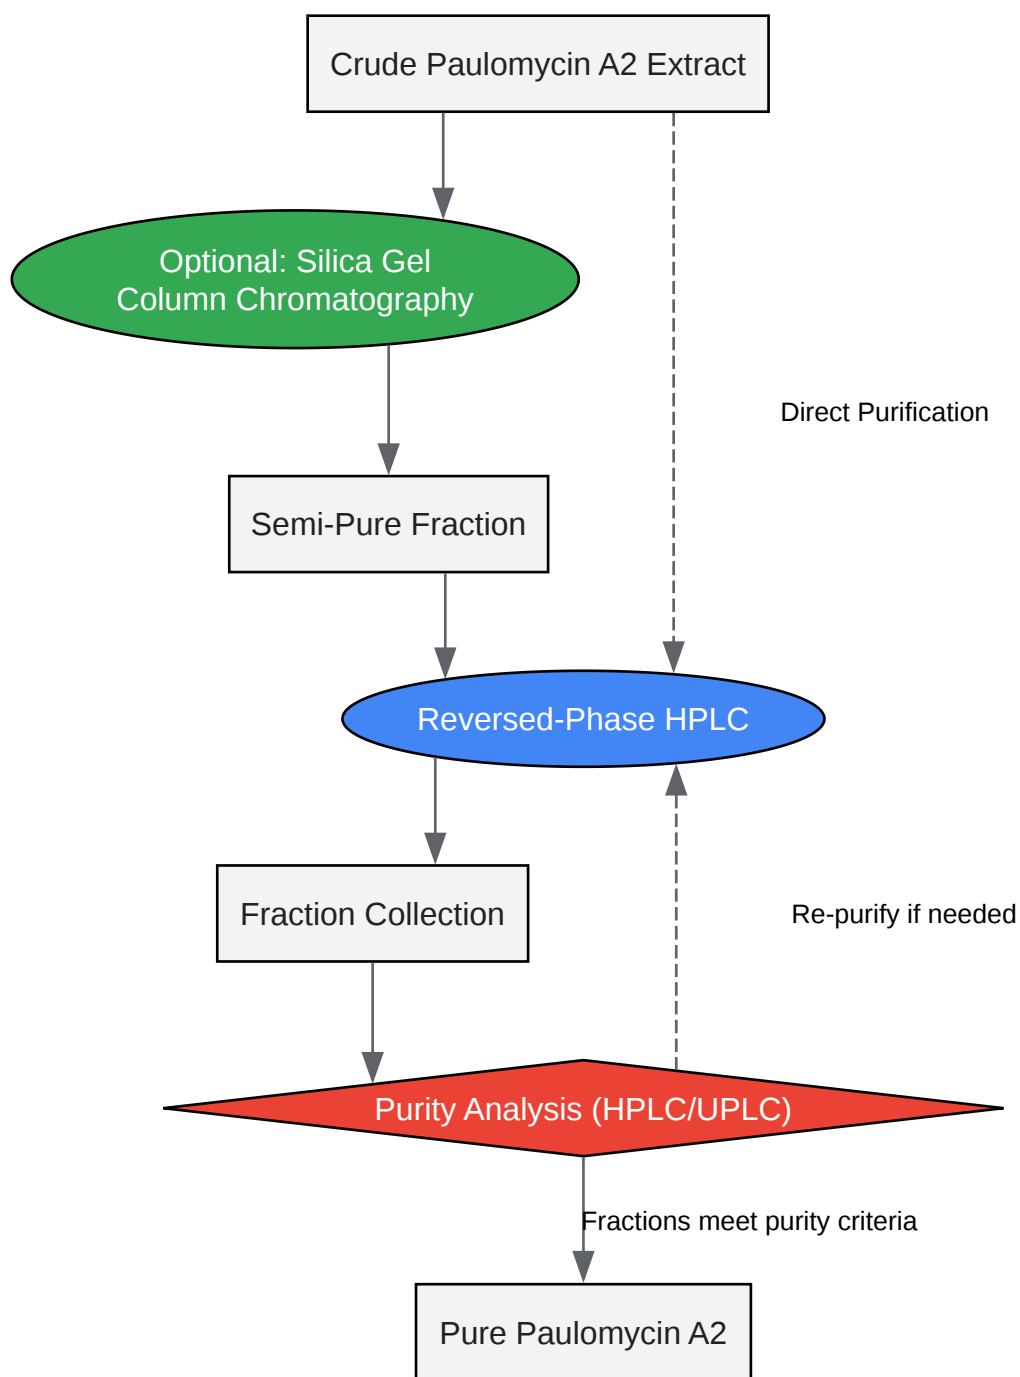 Crude Paulomycin A2 Extract
Optional: Silica Gel
Column Chromatography
Direct Purification
Semi-Pure Fraction
Reversed-Phase HPLC
Fraction Collection
Re-purify if needed
Purity Analysis (HPLC/UPLC)
Fractions meet purity criteria
Pure Paulomycin A2